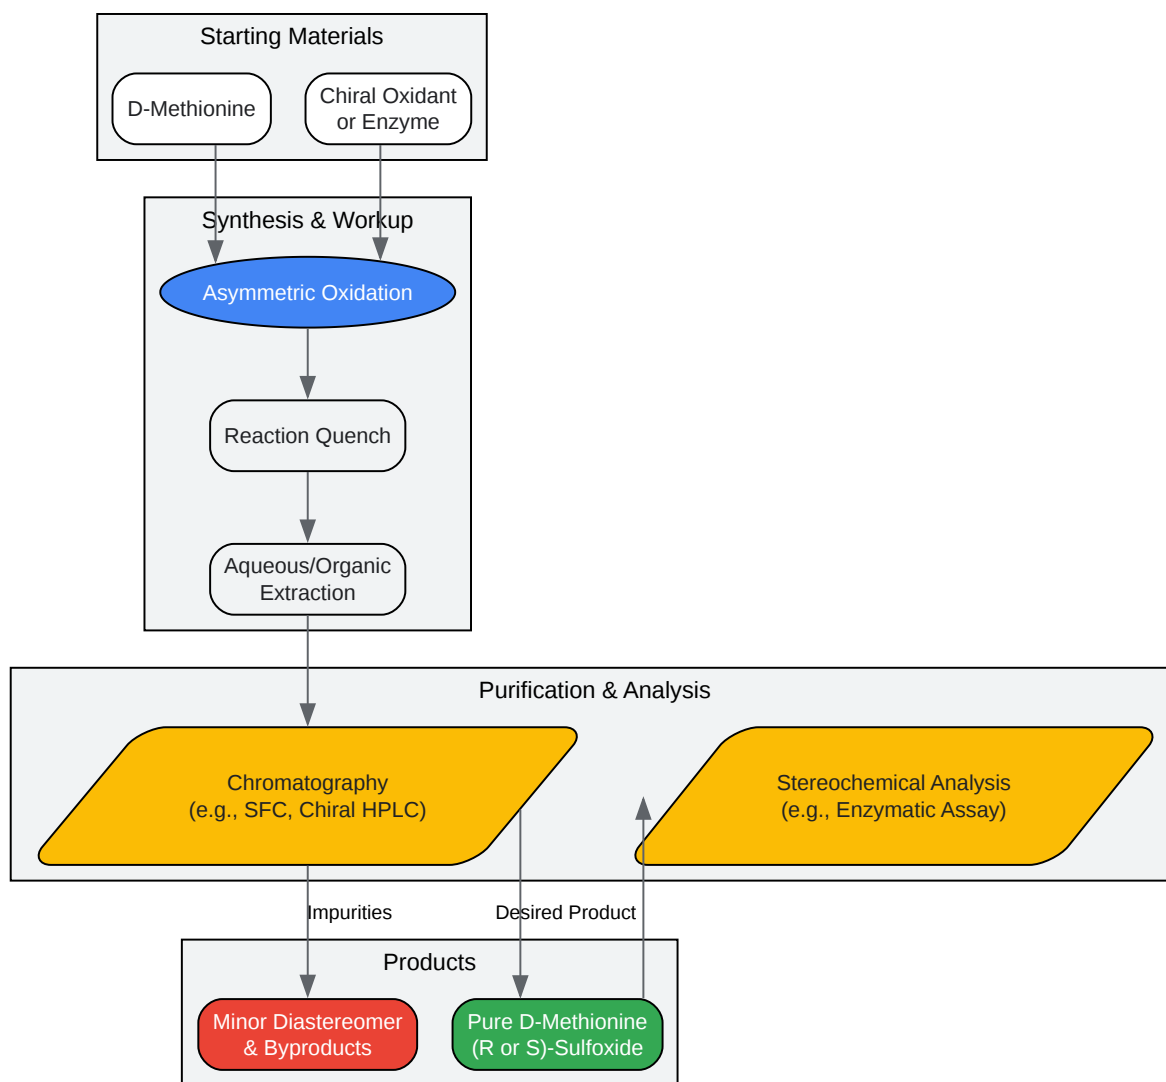 Starting Materials
D-Methionine
Chiral Oxidant
or Enzyme
Synthesis & Workup
Asymmetric Oxidation
Reaction Quench
Aqueous/Organic
Extraction
Purification & Analysis
Chromatography
(e.g., SFC, Chiral HPLC)
Stereochemical Analysis
(e.g., Enzymatic Assay)
Impurities
Desired Product
Products
Minor Diastereomer
& Byproducts
Pure D-Methionine
(R or S)-Sulfoxide